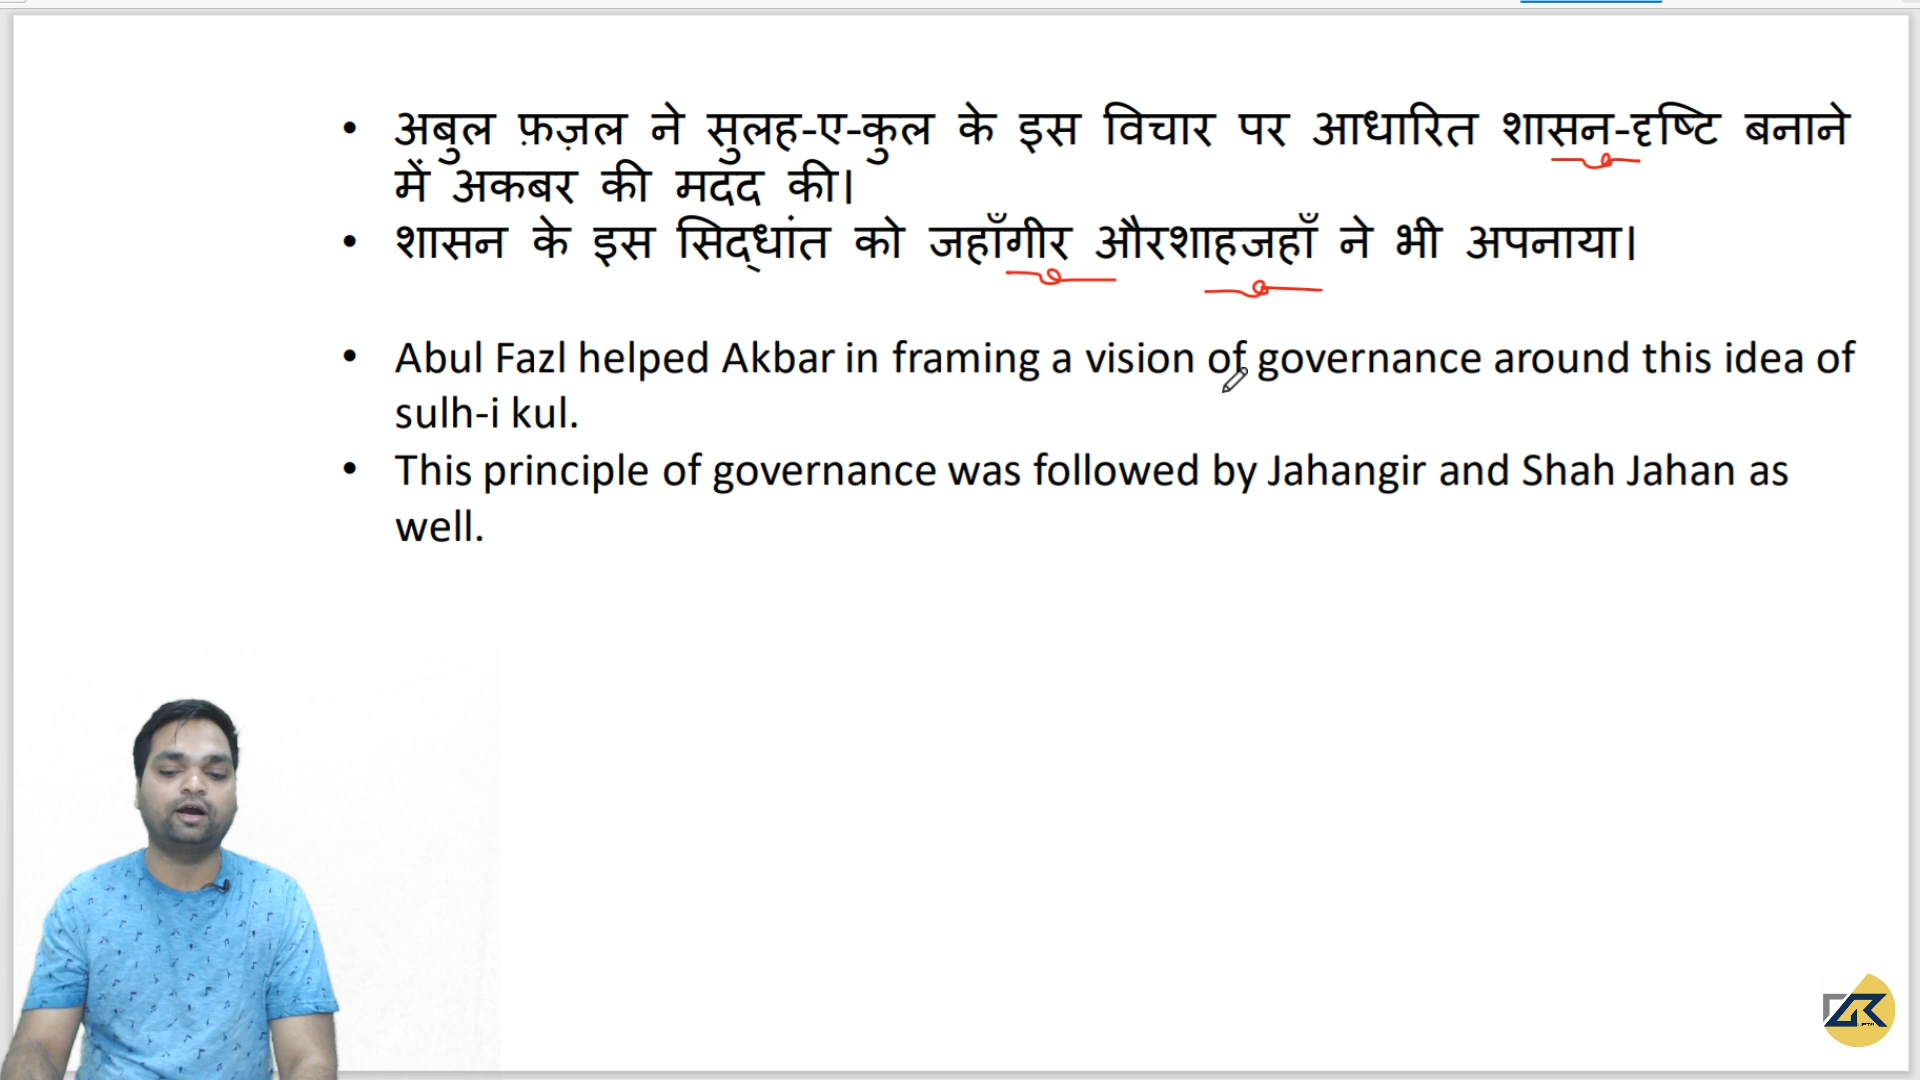 • अबुल फ़ज़ल ने सुलह-ए-कुल के इस विचार पर आधारित शासन-दृष्टि बनाने
में अकबर की मदद की।
• शासन के इस सिद्धांत को जहाँगीर औरशाहजहाँ ने भी अपनाया।
• Abul Fazl helped Akbar in framing a vision of governance around this idea of
sulh-i kul.
• This principle of governance was followed by Jahangir and Shah Jahan as
well.